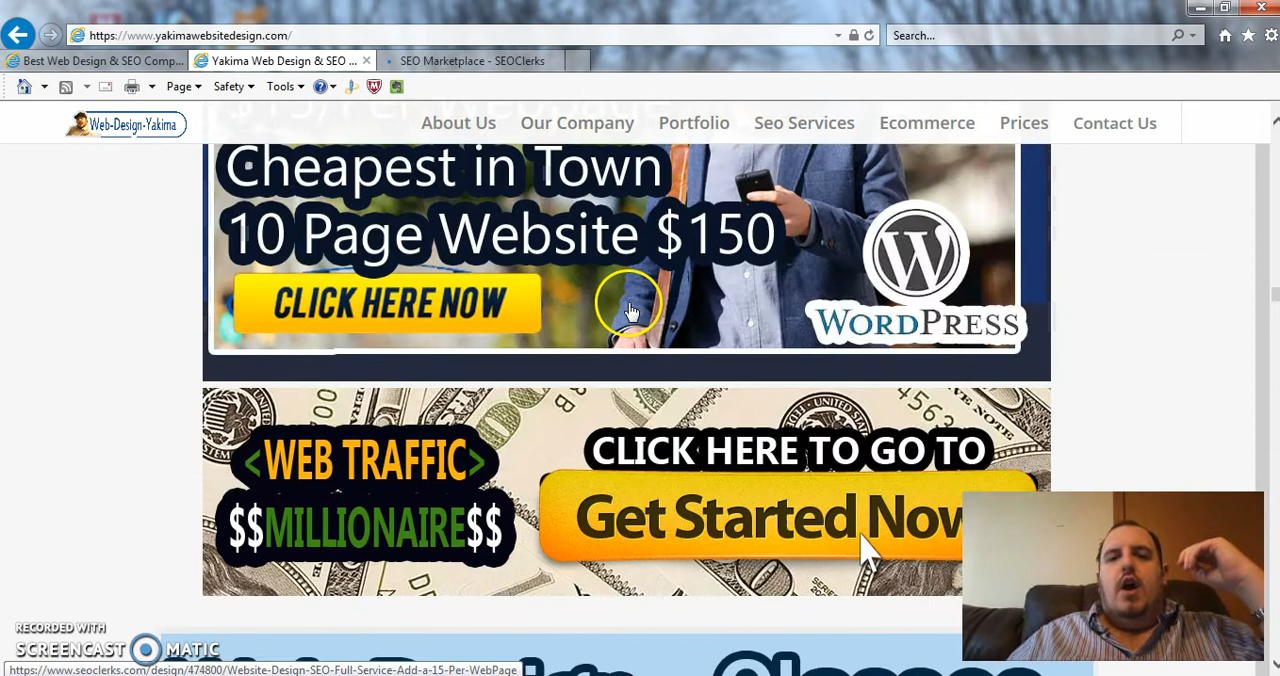 https://www.yakimawebsitedesign.com/
Search...
Best Web Design & SEO Comp...
Yakima Web Design & SEO ...
SEO Marketplace - SEOClerks
Page
Safety
Tools
Web-Design-Yakima
About Us
Our Company
Portfolio
Seo Services
Ecommerce
Prices
Contact Us
Cheapest in Town
10 Page Website $150
CLICK HERE NOW
W
WORDPRESS
<WEB TRAFFIC>
$$MILLIONAIRE$$
CLICK HERE TO GO TO
Get Started Now
RECORDED WITH
SCREENCAST MATIC
https://www.seoclerks.com/design/474800/Website-Design-SEO-Full-Service-Add-a-15-Per-WebPage